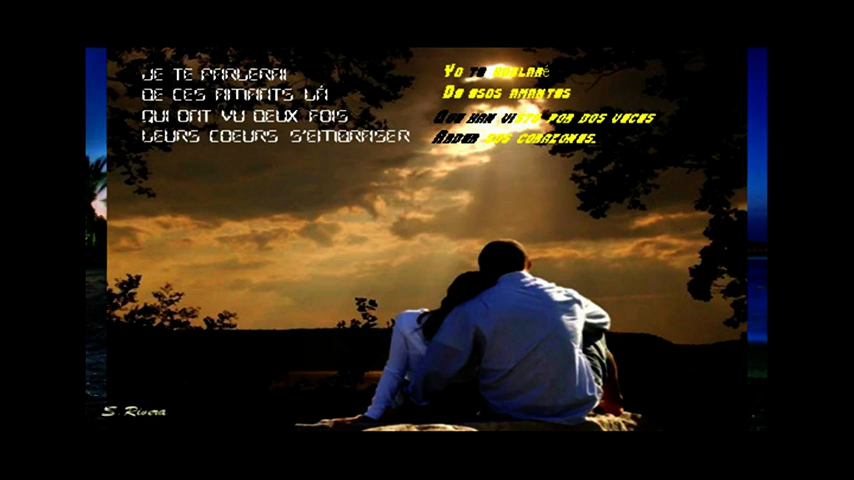 JE TE PARLERAI
DE CES AMANTS LÀ
QUI ONT VU DEUX FOIS
LEURS COEURS S'EMBRASER
Yo te hablaré
De esos amantes
Que han visto por dos veces
Arder sus corazones.
S. Rivera